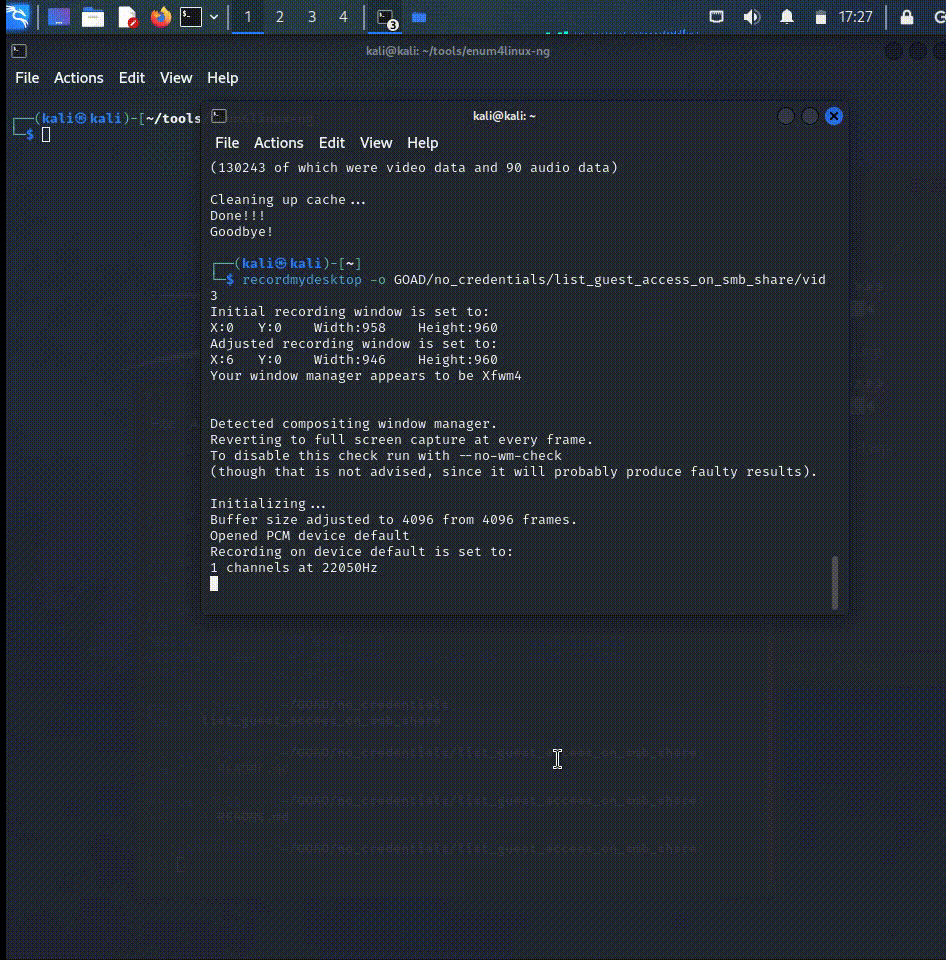 1 2 3 4 3 17:27
kali@kali: ~/tools/enum4linux-ng
File Actions Edit View Help
┌──(kali㉿kali)-[~/tools
└─$
kali@kali: ~
File Actions Edit View Help
(130243 of which were video data and 90 audio data)
Cleaning up cache...
Done!!!
Goodbye!
┌──(kali㉿kali)-[~]
└─$ recordmydesktop -o GOAD/no_credentials/list_guest_access_on_smb_share/vid
3
Initial recording window is set to:
X:0 Y:0 Width:958 Height:960
Adjusted recording window is set to:
X:6 Y:0 Width:946 Height:960
Your window manager appears to be Xfwm4
Detected compositing window manager.
Reverting to full screen capture at every frame.
To disable this check run with --no-wm-check
(though that is not advised, since it will probably produce faulty results).
Initializing...
Buffer size adjusted to 4096 from 4096 frames.
Opened PCM device default
Recording on device default is set to:
1 channels at 22050Hz
~/GOAD/no_credentials
list_guest_access_on_smb_share
~/GOAD/no_credentials/list_guest_access_on_smb_share
README.md
~/GOAD/no_credentials/list_guest_access_on_smb_share
README.md
~/GOAD/no_credentials/list_guest_access_on_smb_share